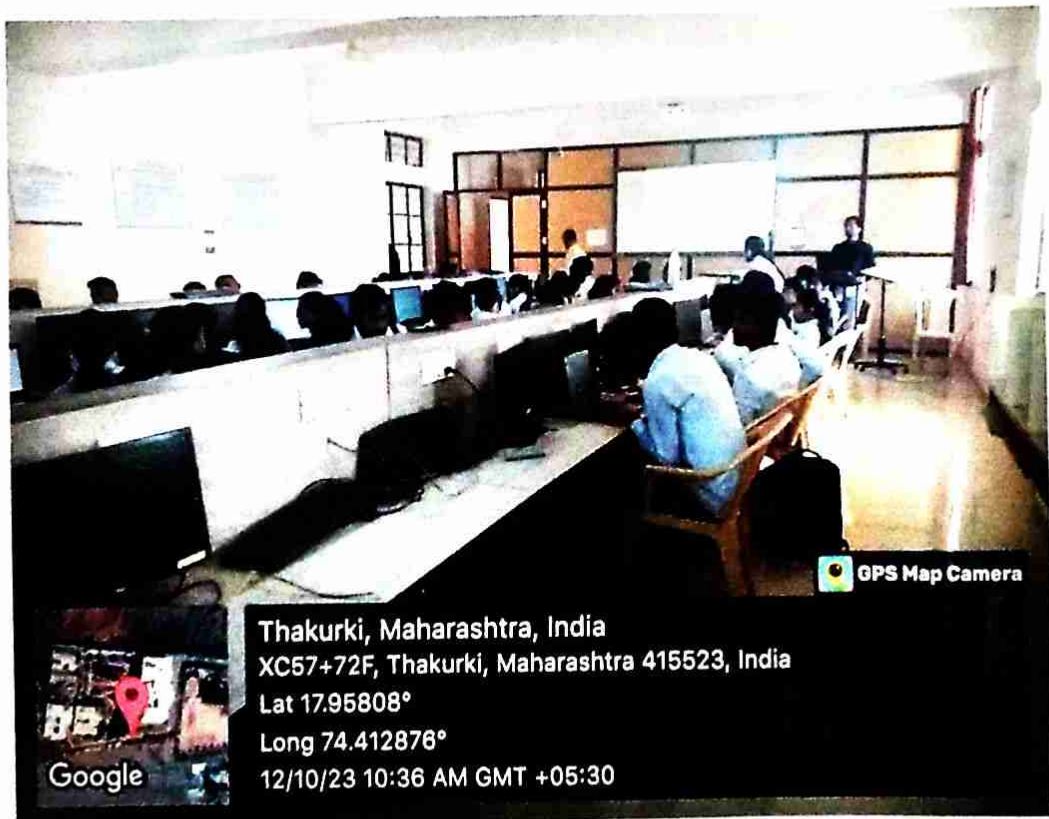 GPS Map Camera
Thakurki, Maharashtra, India
XC57+72F, Thakurki, Maharashtra 415523, India
Lat 17.95808°
Long 74.412876°
12/10/23 10:36 AM GMT +05:30
Google